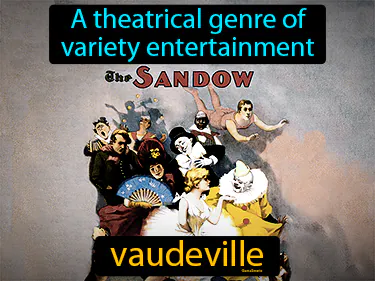 A theatrical genre of
variety entertainment
The SANDOW
vaudeville